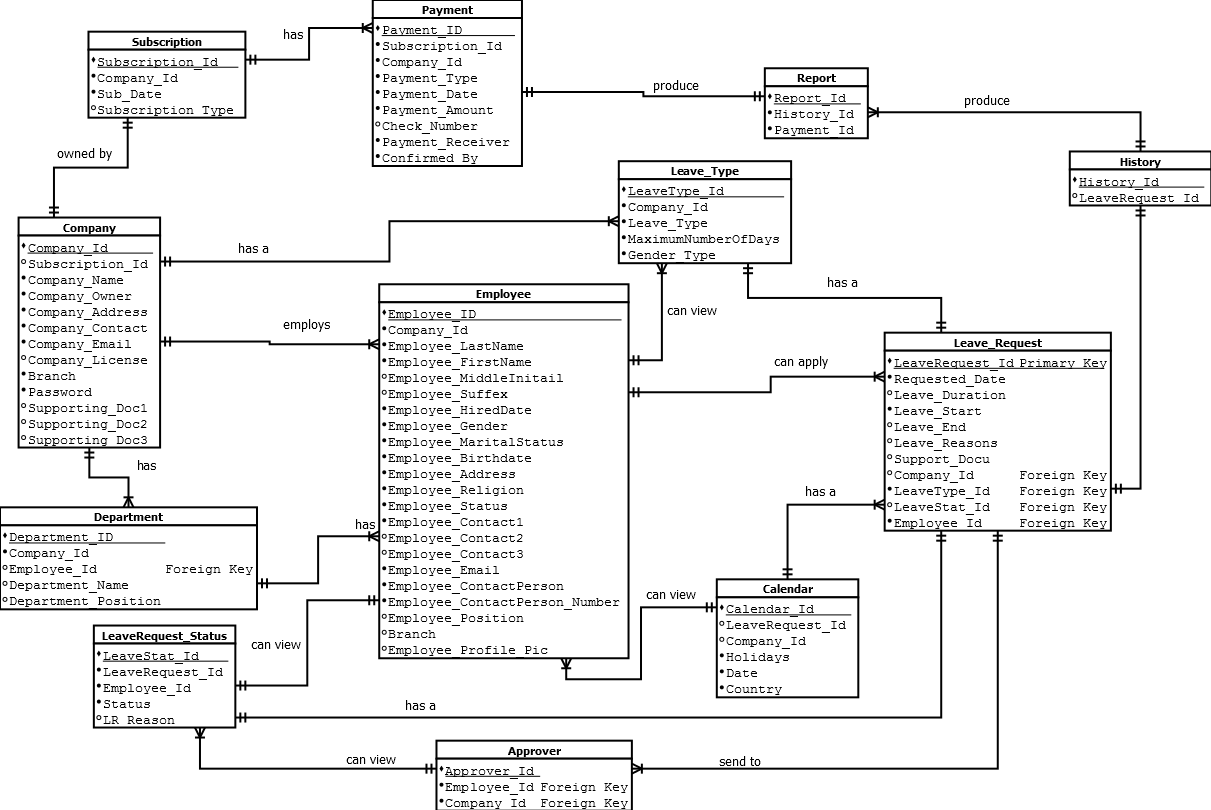 Payment
Payment_ID
Subscription_Id
Company_Id
Payment_Type
Payment_Date
Payment_Amount
Check_Number
Payment_Receiver
Confirmed_By
has
Subscription
Subscription_Id
Company_Id
Sub_Date
Subscription_Type
produce
Report
Report_Id
History_Id
Payment_Id
produce
History
History_Id
LeaveRequest_Id
owned by
Leave_Type
LeaveType_Id
Company_Id
Leave_Type
MaximumNumberOfDays
Gender_Type
Company
Company_Id
Subscription_Id
Company_Name
Company_Owner
Company_Address
Company_Contact
Company_Email
Company_License
Branch
Password
Supporting_Doc1
Supporting_Doc2
Supporting_Doc3
has a
employs
can view
has a
Employee
Employee_ID
Company_Id
Employee_LastName
Employee_FirstName
Employee_MiddleInitail
Employee_Suffex
Employee_HiredDate
Employee_Gender
Employee_MaritalStatus
Employee_Birthdate
Employee_Address
Employee_Religion
Employee_Status
Employee_Contact1
Employee_Contact2
Employee_Contact3
Employee_Email
Employee_ContactPerson
Employee_ContactPerson_Number
Employee_Position
Branch
Employee_Profile_Pic
can apply
Leave_Request
LeaveRequest_Id Primary Key
Requested_Date
Leave_Duration
Leave_Start
Leave_End
Leave_Reasons
Support_Docu
Company_Id Foreign Key
LeaveType_Id Foreign Key
LeaveStat_Id Foreign Key
Employee_Id Foreign Key
has
has a
Department
Department_ID
Company_Id
Employee_Id Foreign Key
Department_Name
Department_Position
has
can view
Calendar
Calendar_Id
LeaveRequest_Id
Company_Id
Holidays
Date
Country
LeaveRequest_Status
LeaveStat_Id
LeaveRequest_Id
Employee_Id
Status
LR_Reason
can view
has a
can view
Approver
Approver_Id
Employee_Id Foreign Key
Company_Id Foreign Key
send to